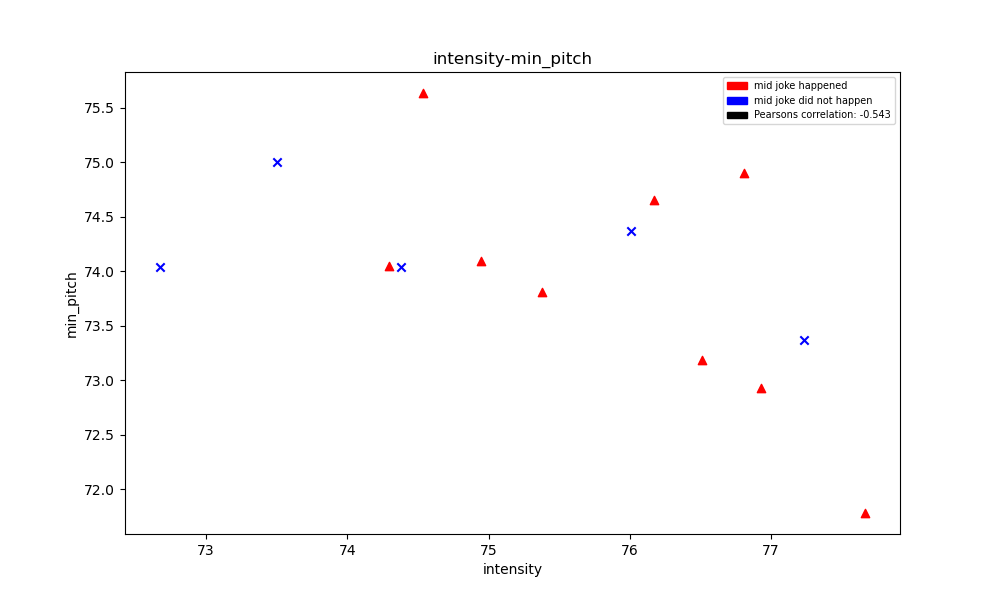 intensity-min_pitch
mid joke happened
mid joke did not happen
Pearsons correlation: -0.543
75.5
75.0
74.5
74.0
73.5
73.0
72.5
72.0
min_pitch
73
74
75
76
77
intensity